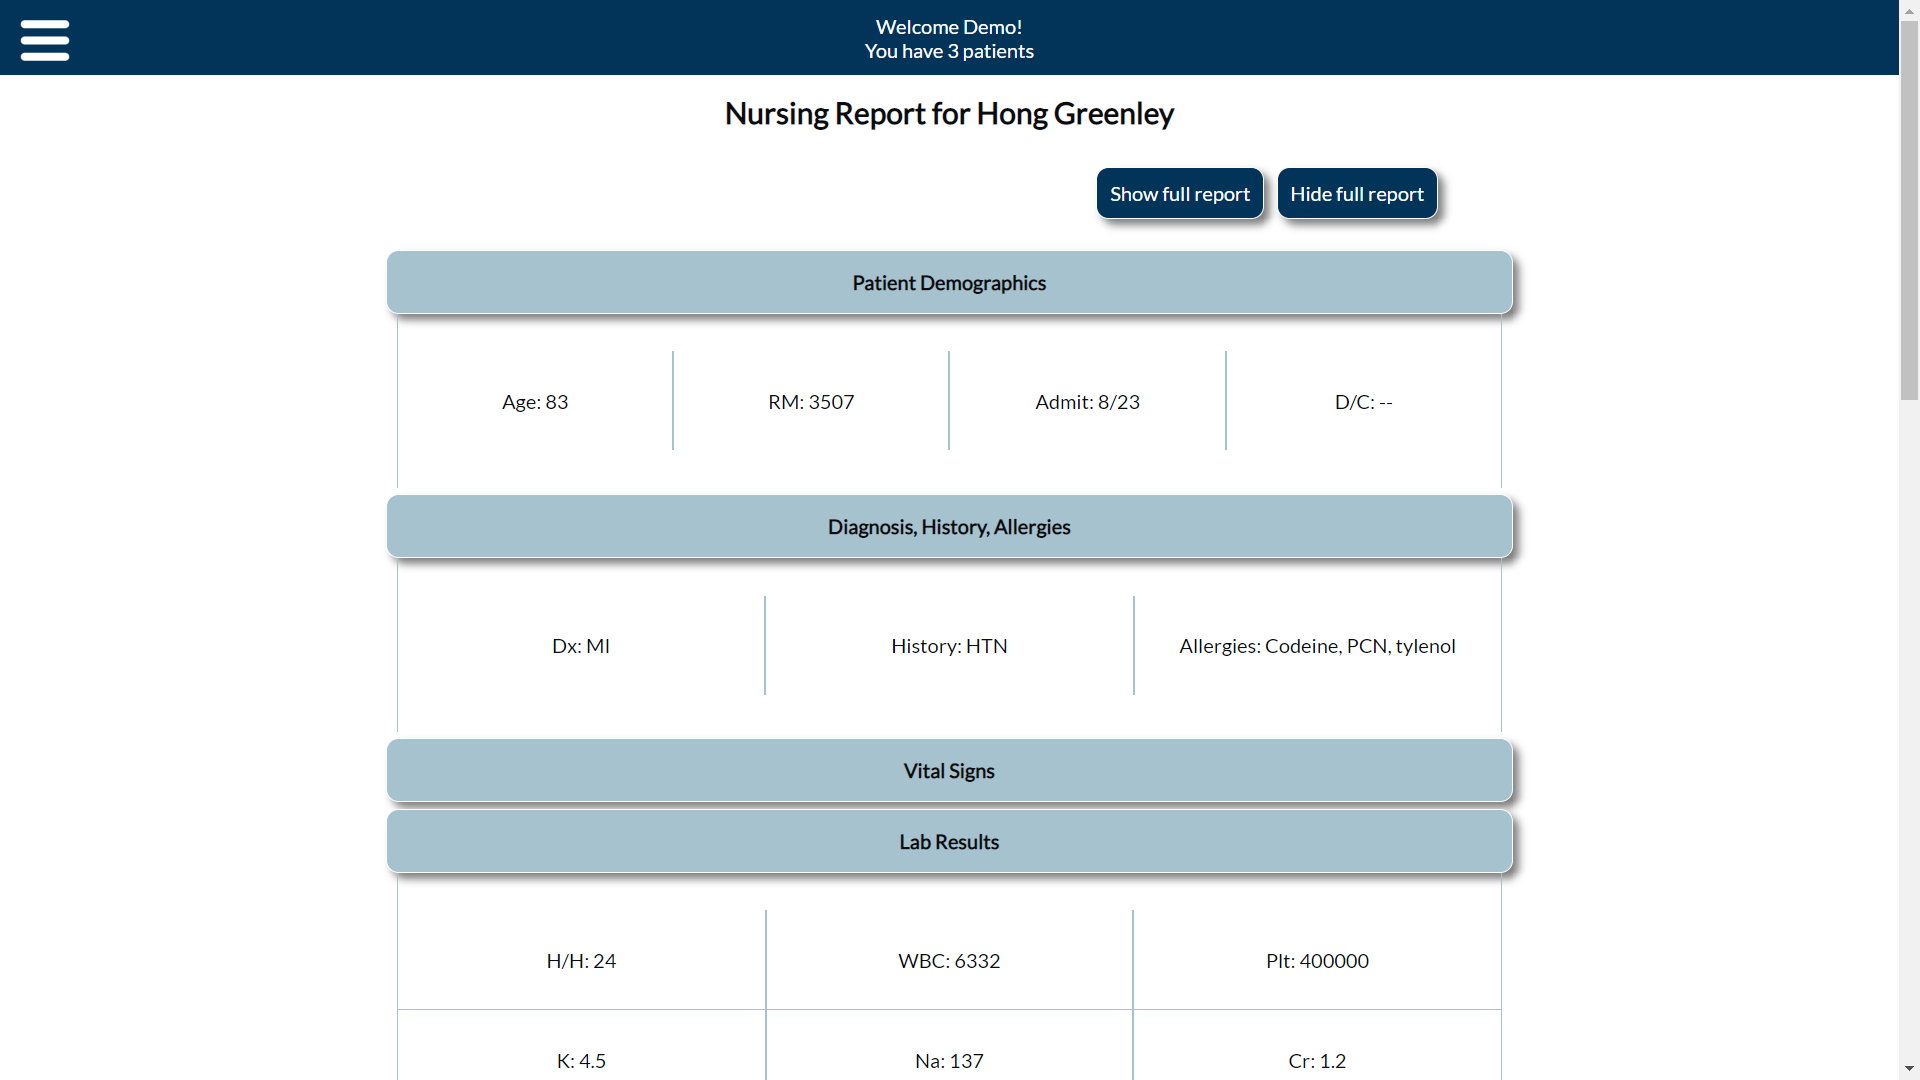 Welcome Demo!
You have 3 patients
Nursing Report for Hong Greenley
Show full report
Hide full report
Patient Demographics
Age: 83
RM: 3507
Admit: 8/23
D/C: --
Diagnosis, History, Allergies
Dx: MI
History: HTN
Allergies: Codeine, PCN, tylenol
Vital Signs
Lab Results
H/H: 24
WBC: 6332
Plt: 400000
K: 4.5
Na: 137
Cr: 1.2